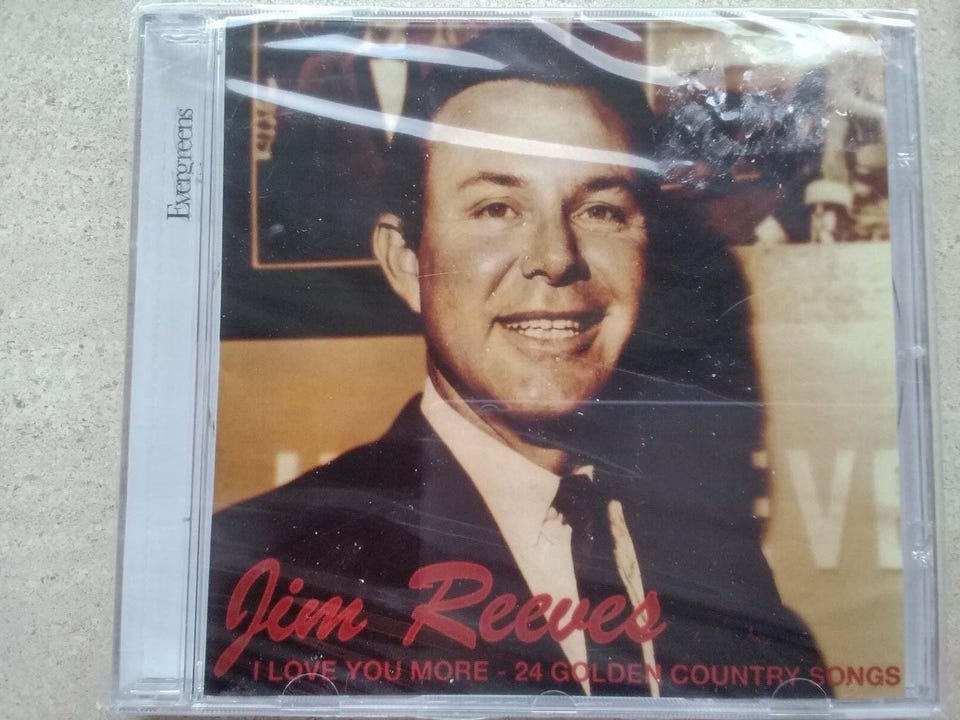 Evergreens
Jim Reeves
I LOVE YOU MORE - 24 GOLDEN COUNTRY SONGS